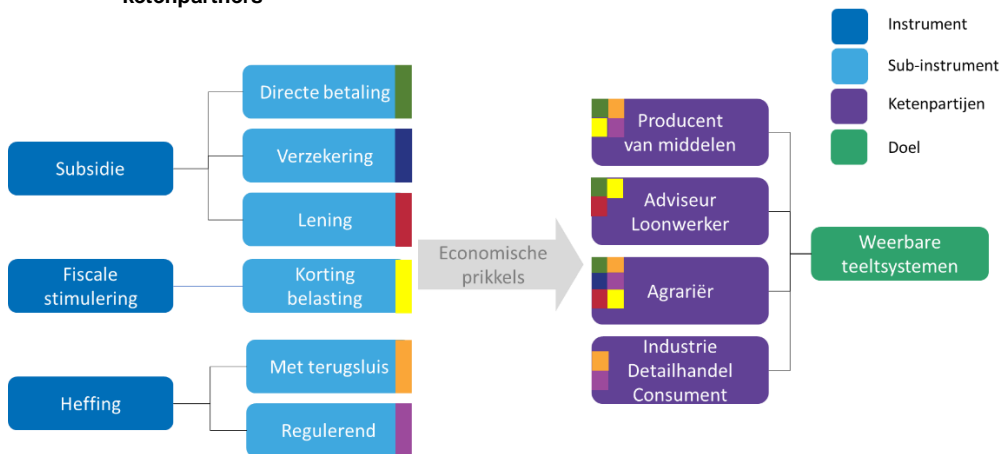 ketenpartners
Instrument
Sub-instrument
Ketenpartijen
Doel
Subsidie
Directe betaling
Verzekering
Lening
Fiscale
stimulering
Korting
belasting
Heffing
Met terugsluis
Regulerend
Economische
prikkels
Producent
van middelen
Adviseur
Loonwerker
Agrariër
Industrie
Detailhandel
Consument
Weerbare
teeltsystemen